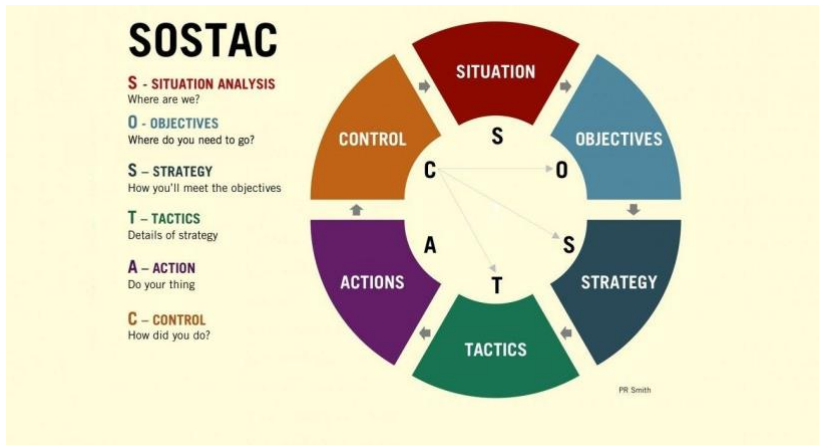 SOSTAC
S - SITUATION ANALYSIS
Where are we?
O - OBJECTIVES
Where do you need to go?
S – STRATEGY
How you'll meet the objectives
T – TACTICS
Details of strategy
A – ACTION
Do your thing
C – CONTROL
How did you do?
SITUATION
OBJECTIVES
STRATEGY
TACTICS
ACTIONS
CONTROL
S
O
S
T
A
C
PR Smith